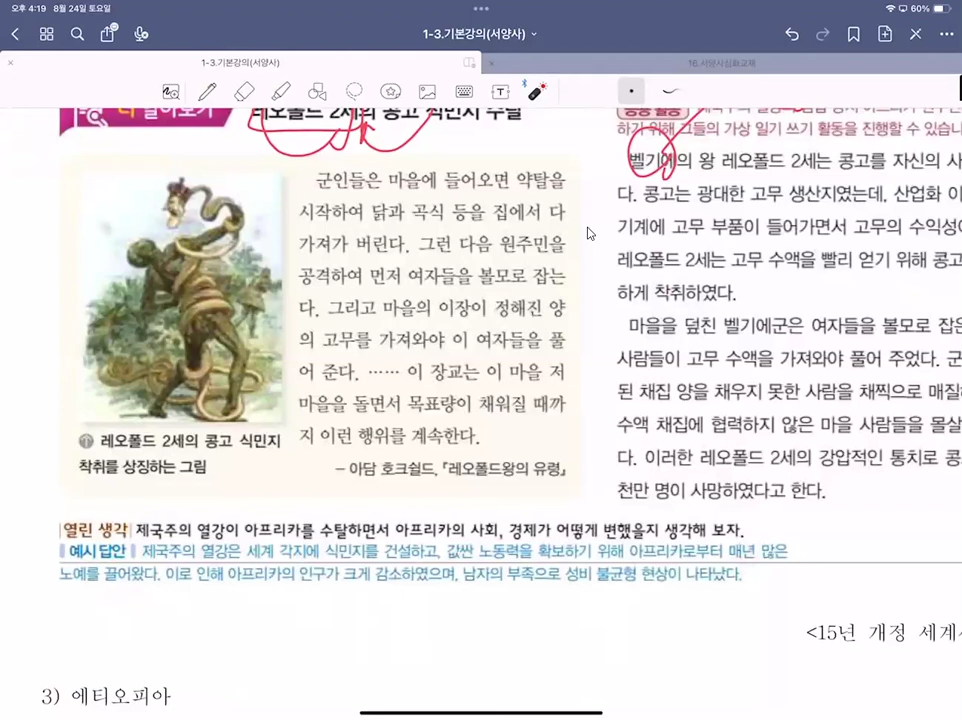 오후 4:19 8월 24일 토요일
60%
1-3.기본강의(서양사)
1-3.기본강의(서양사)
16.서양사심화교재
더 알아보기
레오폴드 2세의 콩고 식민지 수탈
군인들은 마을에 들어오면 약탈을
시작하여 닭과 곡식 등을 집에서 다
가져가 버린다. 그런 다음 원주민을
공격하여 먼저 여자들을 볼모로 잡는
다. 그리고 마을의 이장이 정해진 양
의 고무를 가져와야 이 여자들을 풀
어 준다. …… 이 장교는 이 마을 저
마을을 돌면서 목표량이 채워질 때까
지 이런 행위를 계속한다.
– 아담 호크쉴드, 『레오폴드왕의 유령』
레오폴드 2세의 콩고 식민지
착취를 상징하는 그림
하기 위해 그들의 가상 일기 쓰기 활동을 진행할 수 있습니
벨기에의 왕 레오폴드 2세는 콩고를 자신의 사
다. 콩고는 광대한 고무 생산지였는데, 산업화 이
기계에 고무 부품이 들어가면서 고무의 수익성이
레오폴드 2세는 고무 수액을 빨리 얻기 위해 콩고
하게 착취하였다.
마을을 덮친 벨기에군은 여자들을 볼모로 잡은
사람들이 고무 수액을 가져와야 풀어 주었다. 군
된 채집 양을 채우지 못한 사람을 채찍으로 매질
수액 채집에 협력하지 않은 마을 사람들을 몰살
다. 이러한 레오폴드 2세의 강압적인 통치로 콩
천만 명이 사망하였다고 한다.
열린 생각 제국주의 열강이 아프리카를 수탈하면서 아프리카의 사회, 경제가 어떻게 변했을지 생각해 보자.
예시 답안 제국주의 열강은 세계 각지에 식민지를 건설하고, 값싼 노동력을 확보하기 위해 아프리카로부터 매년 많은
노예를 끌어왔다. 이로 인해 아프리카의 인구가 크게 감소하였으며, 남자의 부족으로 성비 불균형 현상이 나타났다.
<15년 개정 세계
3) 에티오피아